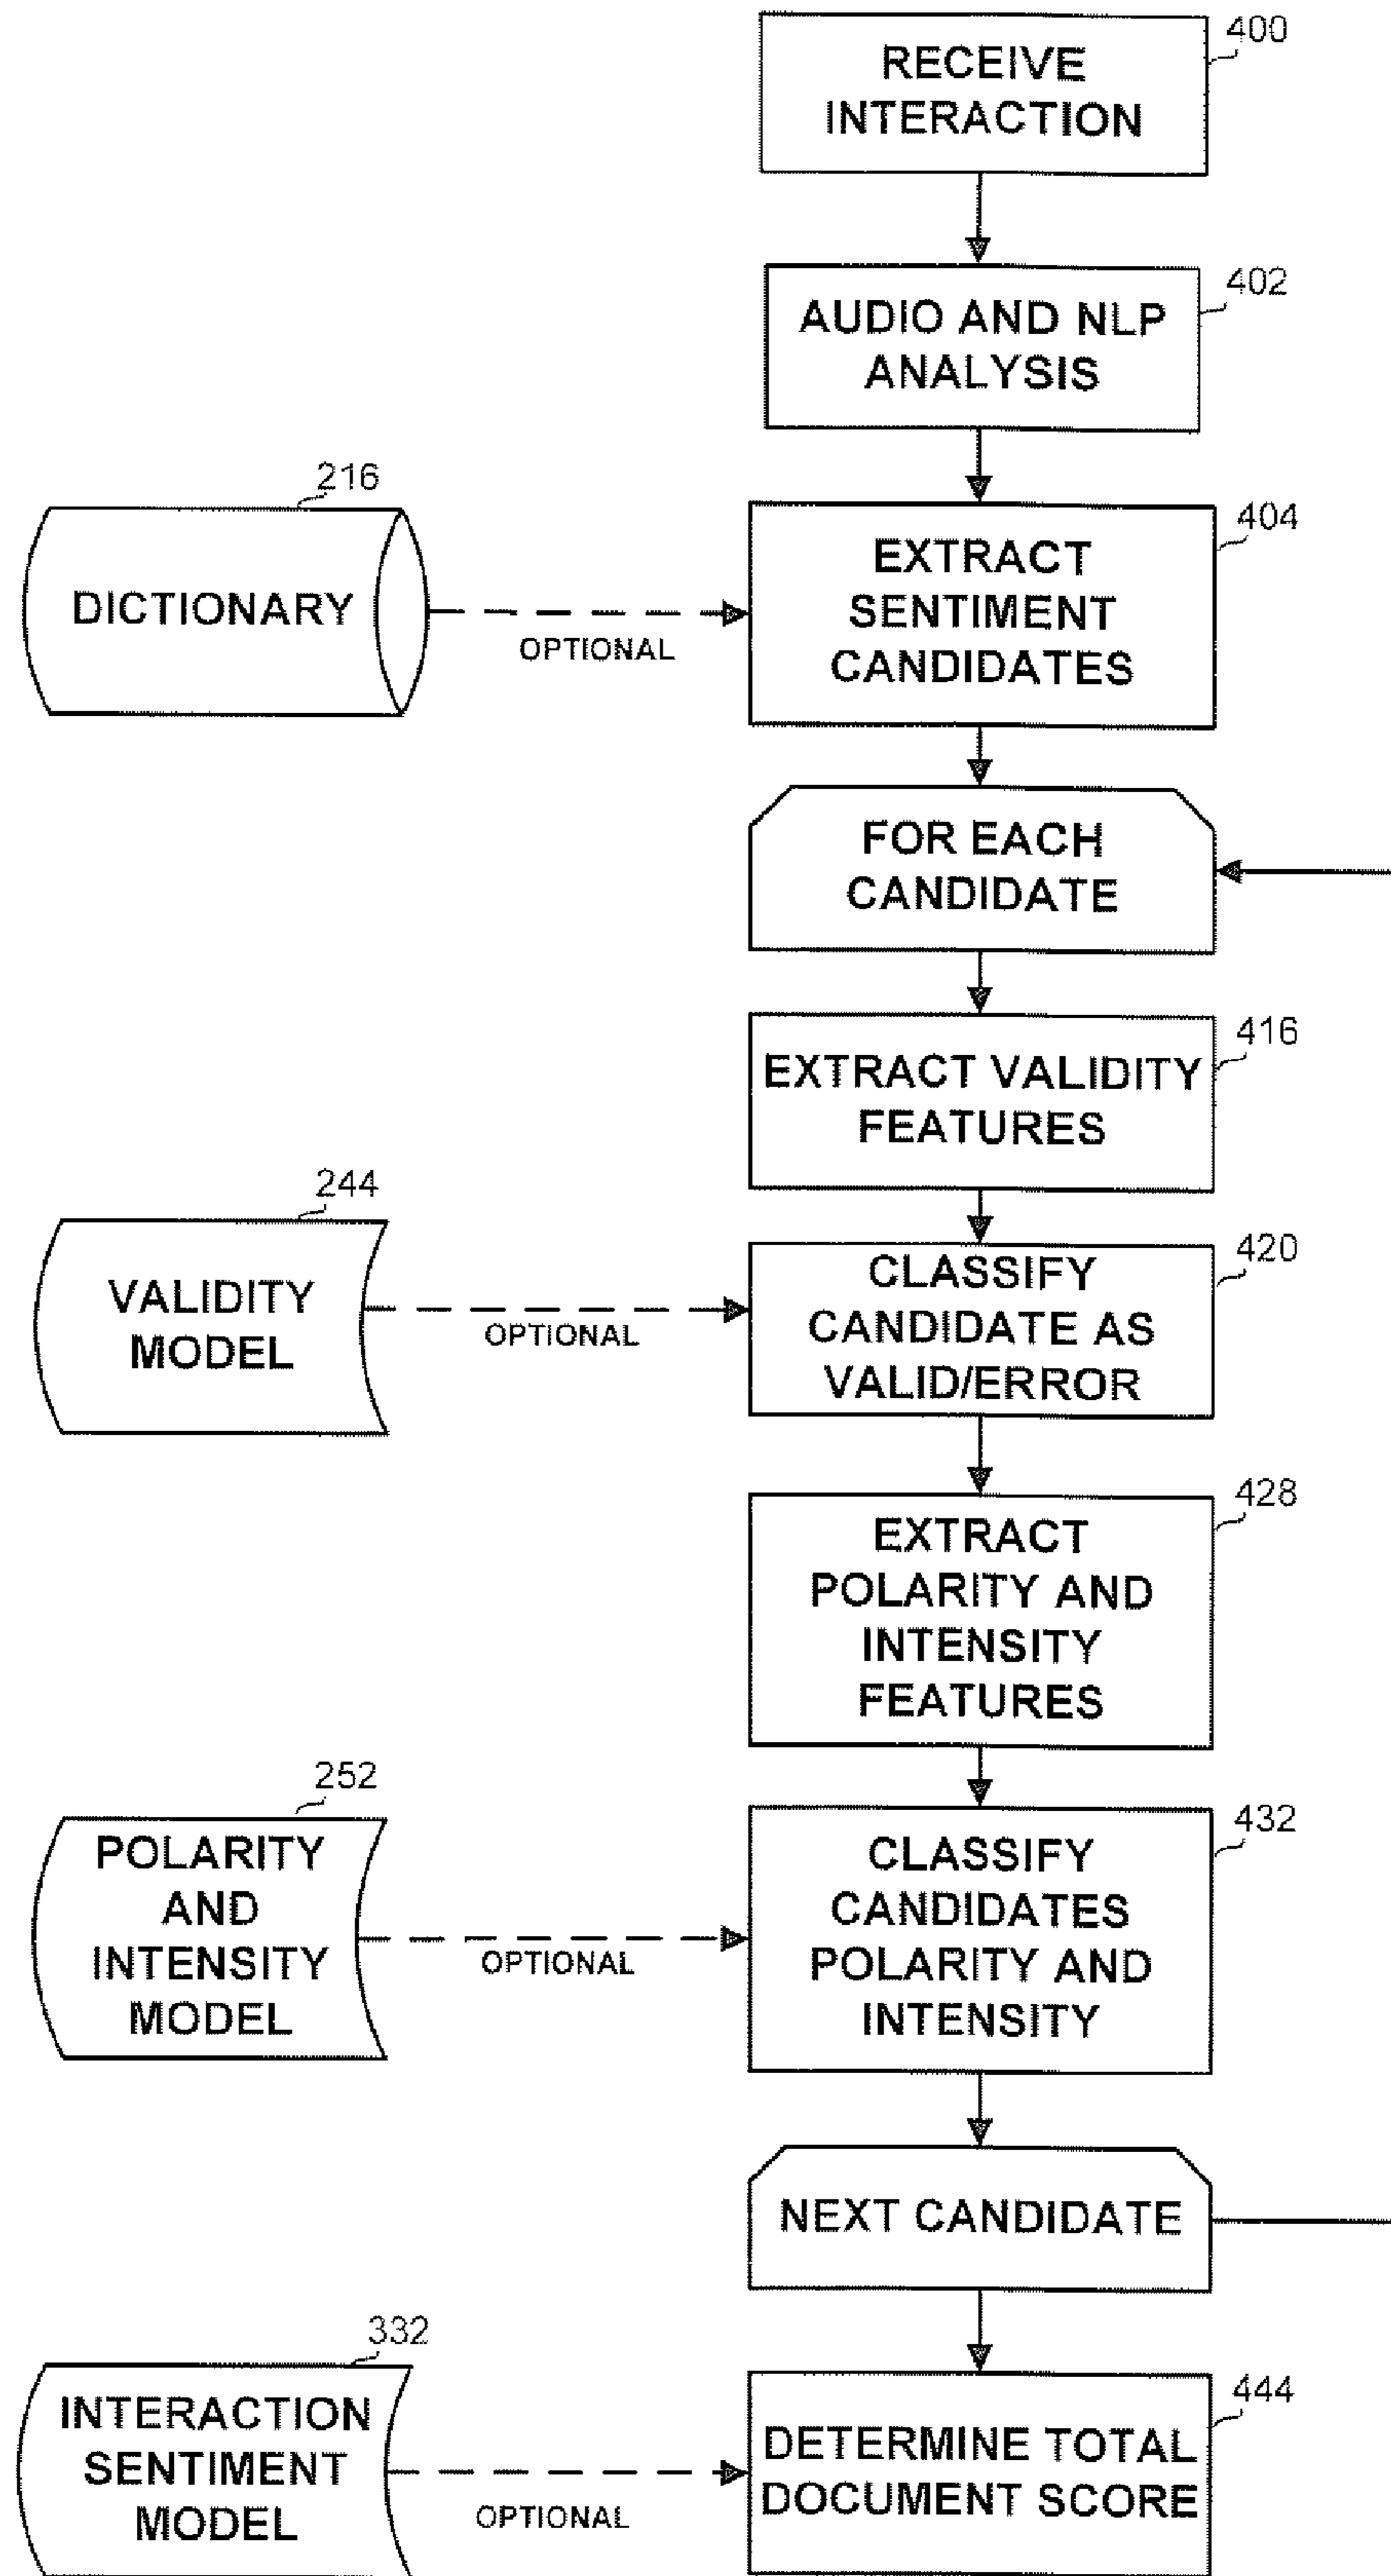 400
RECEIVE
INTERACTION
402
AUDIO AND NLP
ANALYSIS
216
DICTIONARY
OPTIONAL
404
EXTRACT
SENTIMENT
CANDIDATES
FOR EACH
CANDIDATE
416
EXTRACT VALIDITY
FEATURES
244
VALIDITY
MODEL
OPTIONAL
420
CLASSIFY
CANDIDATE AS
VALID/ERROR
428
EXTRACT
POLARITY AND
INTENSITY
FEATURES
252
POLARITY
AND
INTENSITY
MODEL
OPTIONAL
432
CLASSIFY
CANDIDATES
POLARITY AND
INTENSITY
NEXT CANDIDATE
332
INTERACTION
SENTIMENT
MODEL
OPTIONAL
444
DETERMINE TOTAL
DOCUMENT SCORE